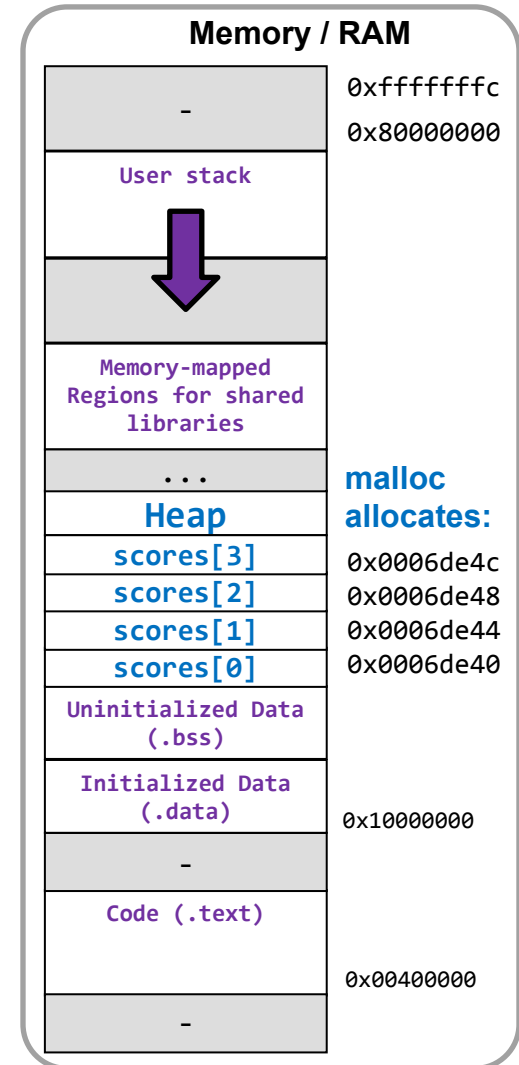 Memory / RAM
-
0xfffffffc
0x80000000
User stack
Memory-mapped
Regions for shared
libraries
...
malloc
allocates:
Heap
scores[3]
0x0006de4c
scores[2]
0x0006de48
scores[1]
0x0006de44
scores[0]
0x0006de40
Uninitialized Data
(.bss)
Initialized Data
(.data)
0x10000000
-
Code (.text)
0x00400000
-